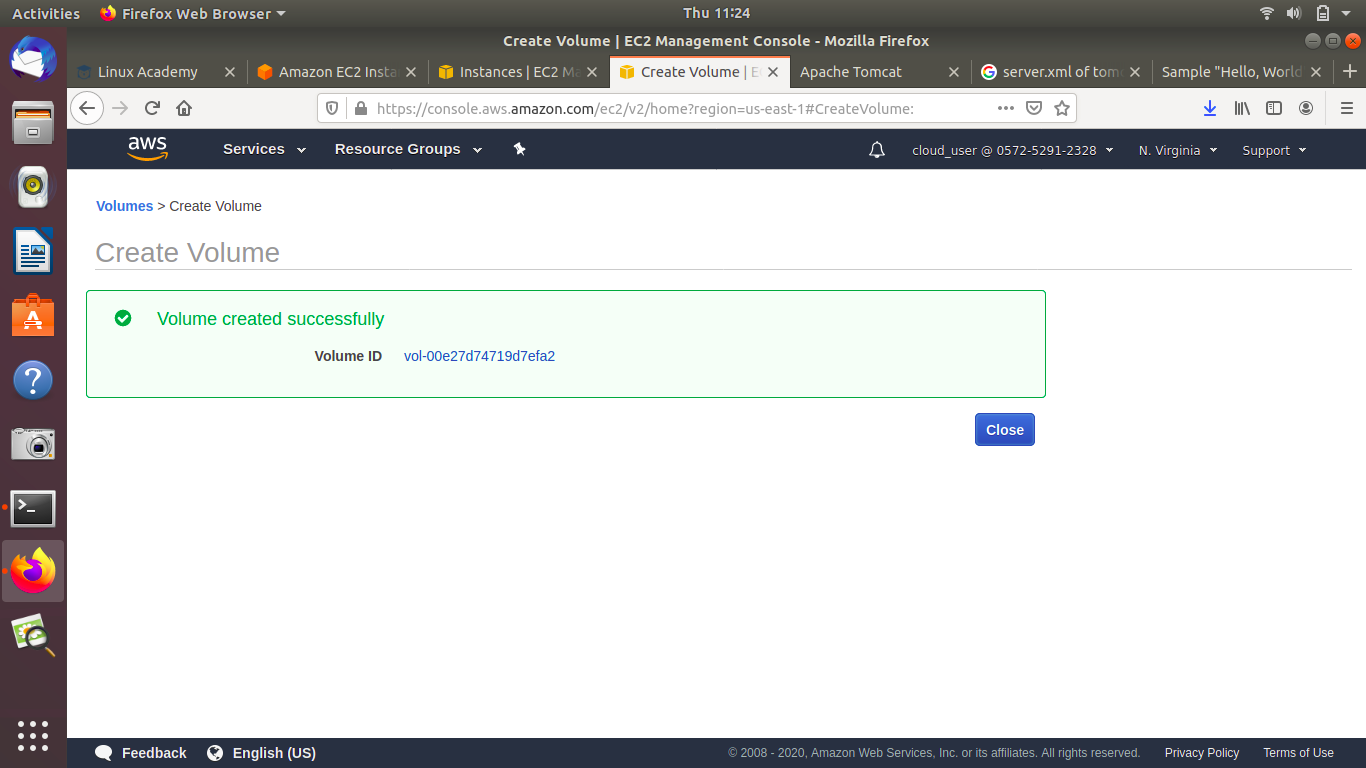 Activities
Firefox Web Browser
Thu 11:24
Create Volume | EC2 Management Console - Mozilla Firefox
Linux Academy
Amazon EC2 Insta
Instances | EC2 Ma
Create Volume | E
Apache Tomcat
server.xml of tom
Sample "Hello, World
https://console.aws.amazon.com/ec2/v2/home?region=us-east-1#CreateVolume:
aws
Services
Resource Groups
cloud_user @ 0572-5291-2328
N. Virginia
Support
Volumes > Create Volume
Create Volume
Volume created successfully
Volume ID vol-00e27d74719d7efa2
Close
Feedback
English (US)
© 2008 - 2020, Amazon Web Services, Inc. or its affiliates. All rights reserved.
Privacy Policy
Terms of Use